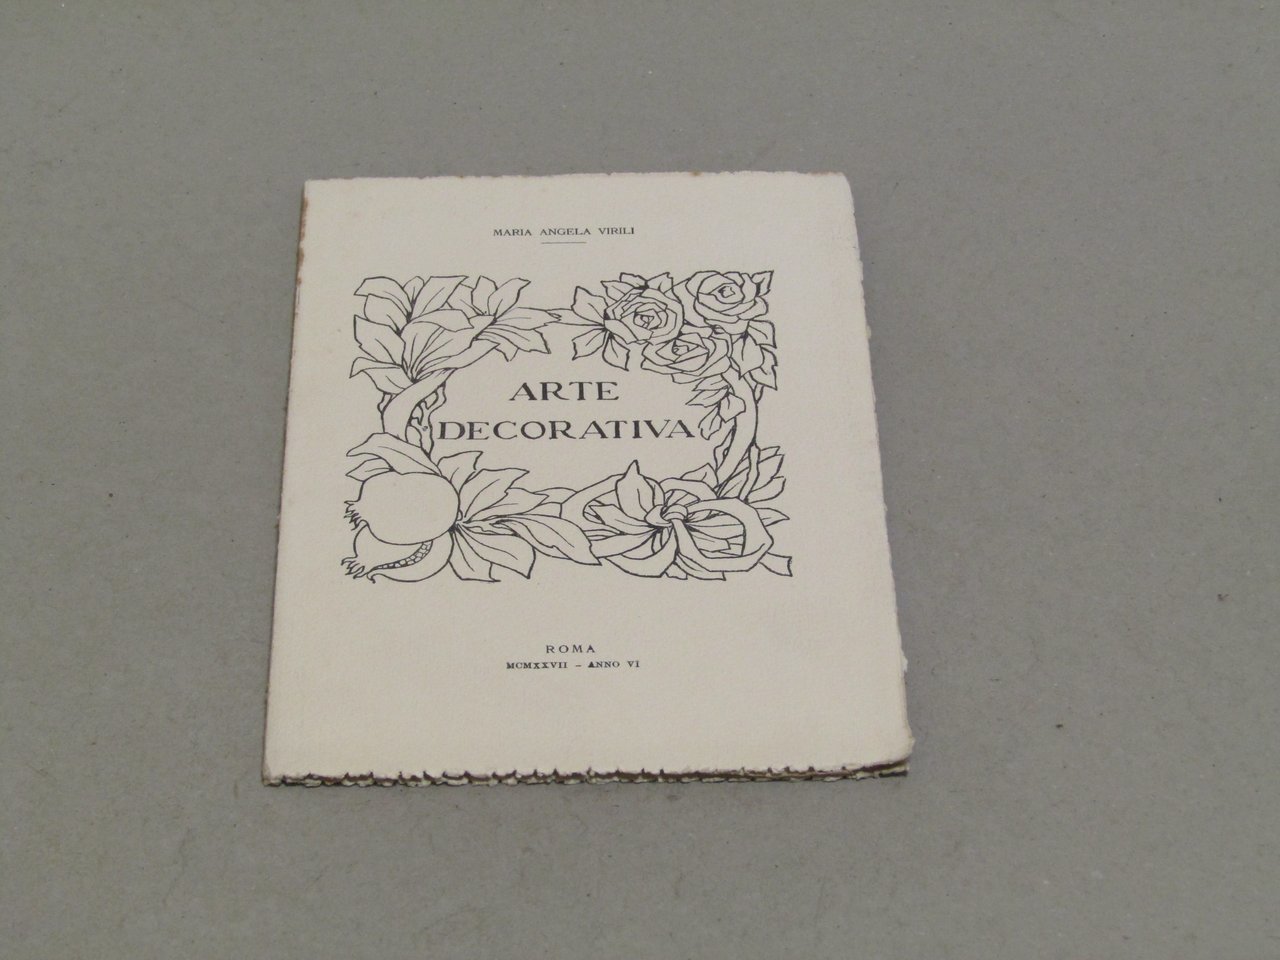 MARIA ANGELA VIRILI
ARTE
DECORATIVA
ROMA
MCMXXVII - ANNO VI